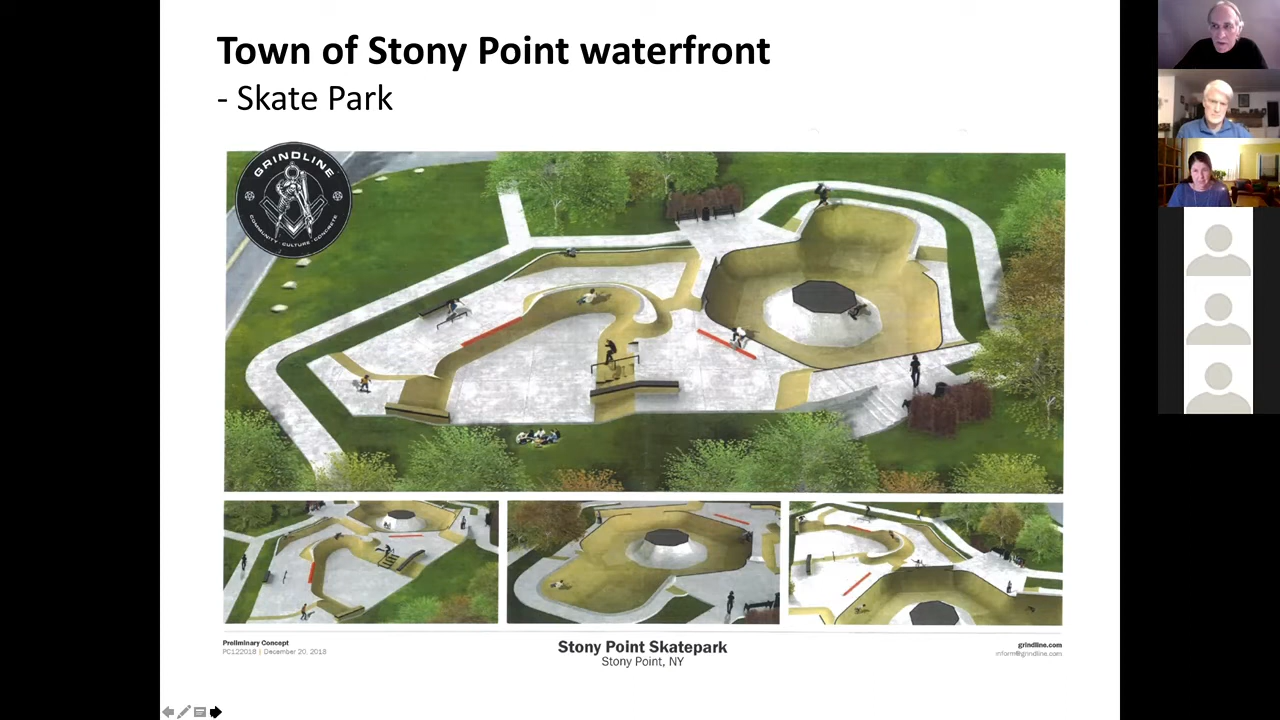 Town of Stony Point waterfront
- Skate Park
GRINDLINE
COMMUNITY · CULTURE · CONCRETE
Preliminary Concept
PC122018 | December 20, 2018
Stony Point Skatepark
Stony Point, NY
grindline.com
inform@grindline.com